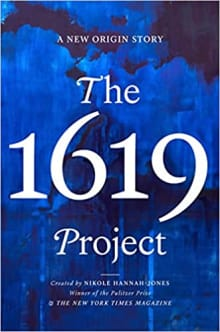 A NEW ORIGIN STORY
The
1619
Project
Created by NIKOLE HANNAH-JONES
Winner of the Pulitzer Prize
& THE NEW YORK TIMES MAGAZINE